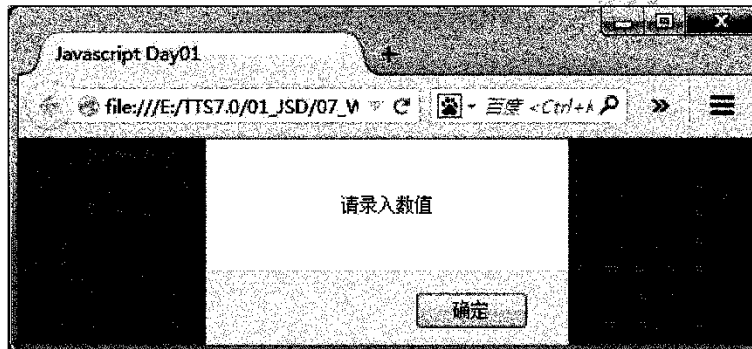 Javascript Day01
file:///E:/TTS7.0/01_JSD/07_W 百度 <Ctrl+k
请录入数值
确定